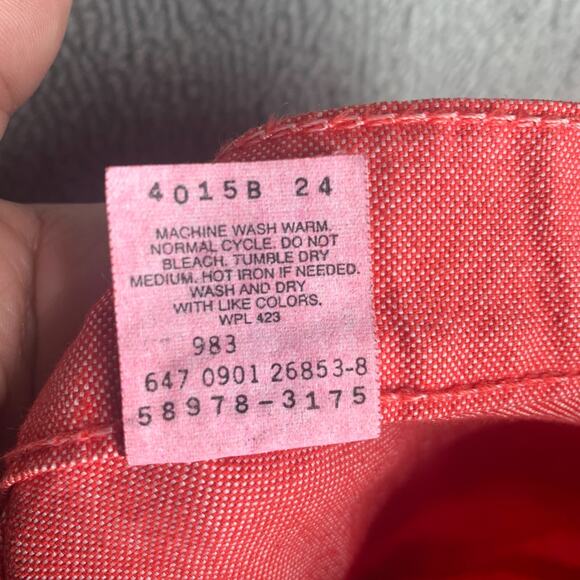 4015B 24
MACHINE WASH WARM.
NORMAL CYCLE. DO NOT
BLEACH. TUMBLE DRY
MEDIUM. HOT IRON IF NEEDED.
WASH AND DRY
WITH LIKE COLORS.
WPL 423
983
647 0901 26853-8
58978-3175